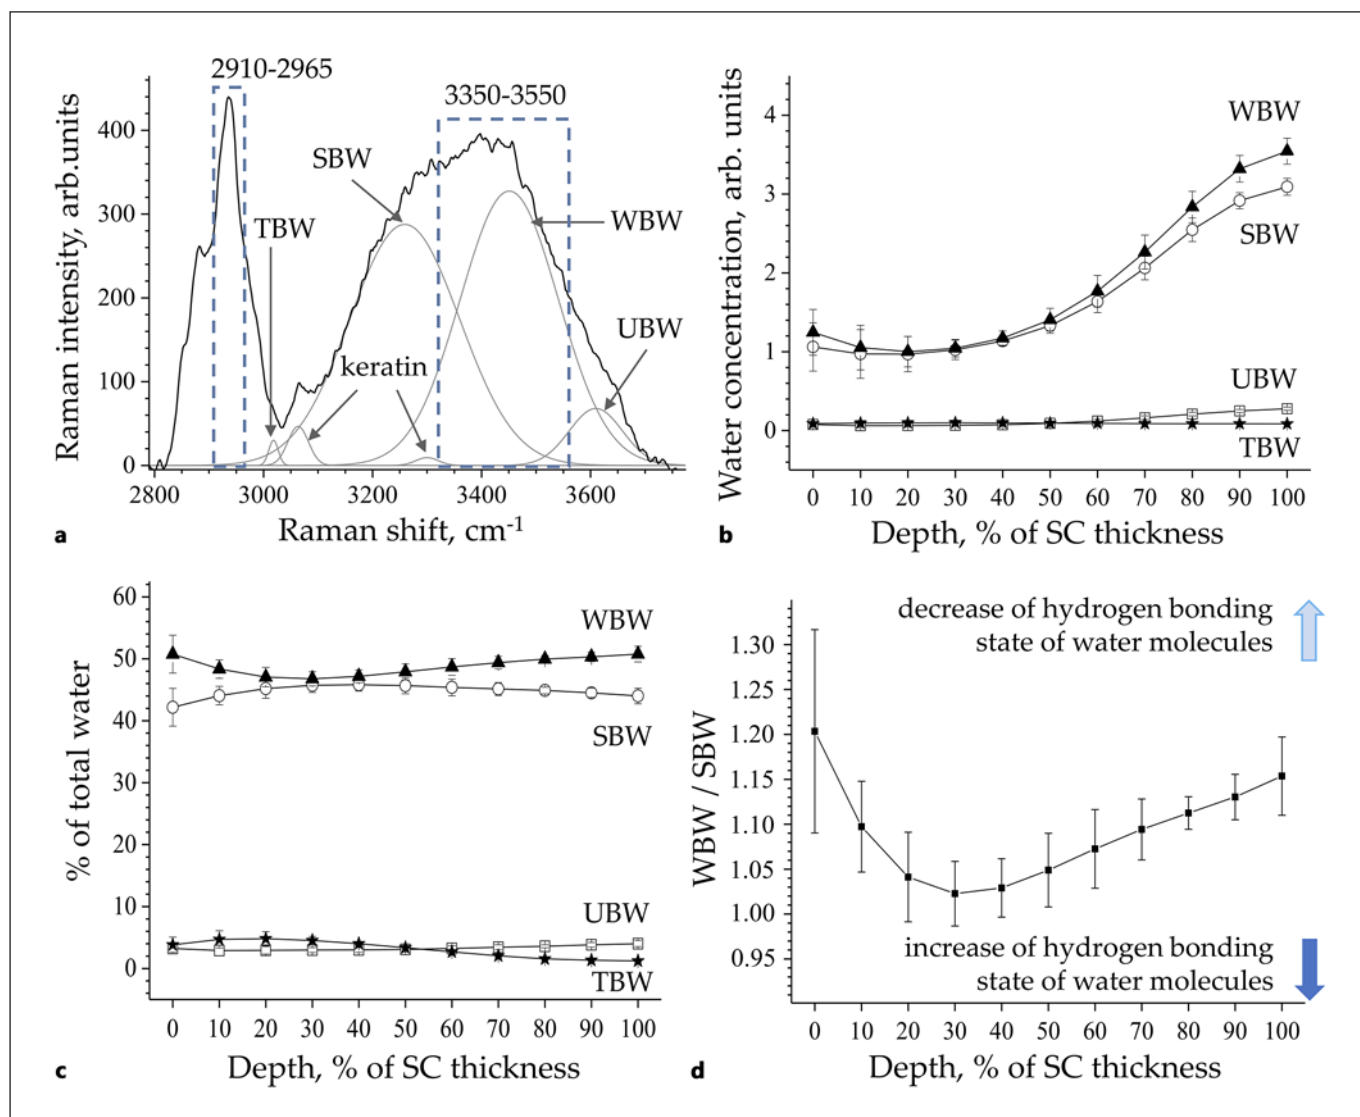 2910-2965
3350-3550
Raman intensity, arb.units
400
300
200
100
0
SBW
TBW
WBW
UBW
keratin
2800
3000
3200
3400
3600
Raman shift, cm-1
a
Water concentration, arb. units
4
3
2
1
0
WBW
SBW
UBW
TBW
0 10 20 30 40 50 60 70 80 90 100
Depth, % of SC thickness
b
% of total water
60
50
40
30
20
10
0
WBW
SBW
UBW
TBW
0 10 20 30 40 50 60 70 80 90 100
Depth, % of SC thickness
c
WBW / SBW
1.30
1.25
1.20
1.15
1.10
1.05
1.00
0.95
decrease of hydrogen bonding
state of water molecules
increase of hydrogen bonding
state of water molecules
0 10 20 30 40 50 60 70 80 90 100
Depth, % of SC thickness
d